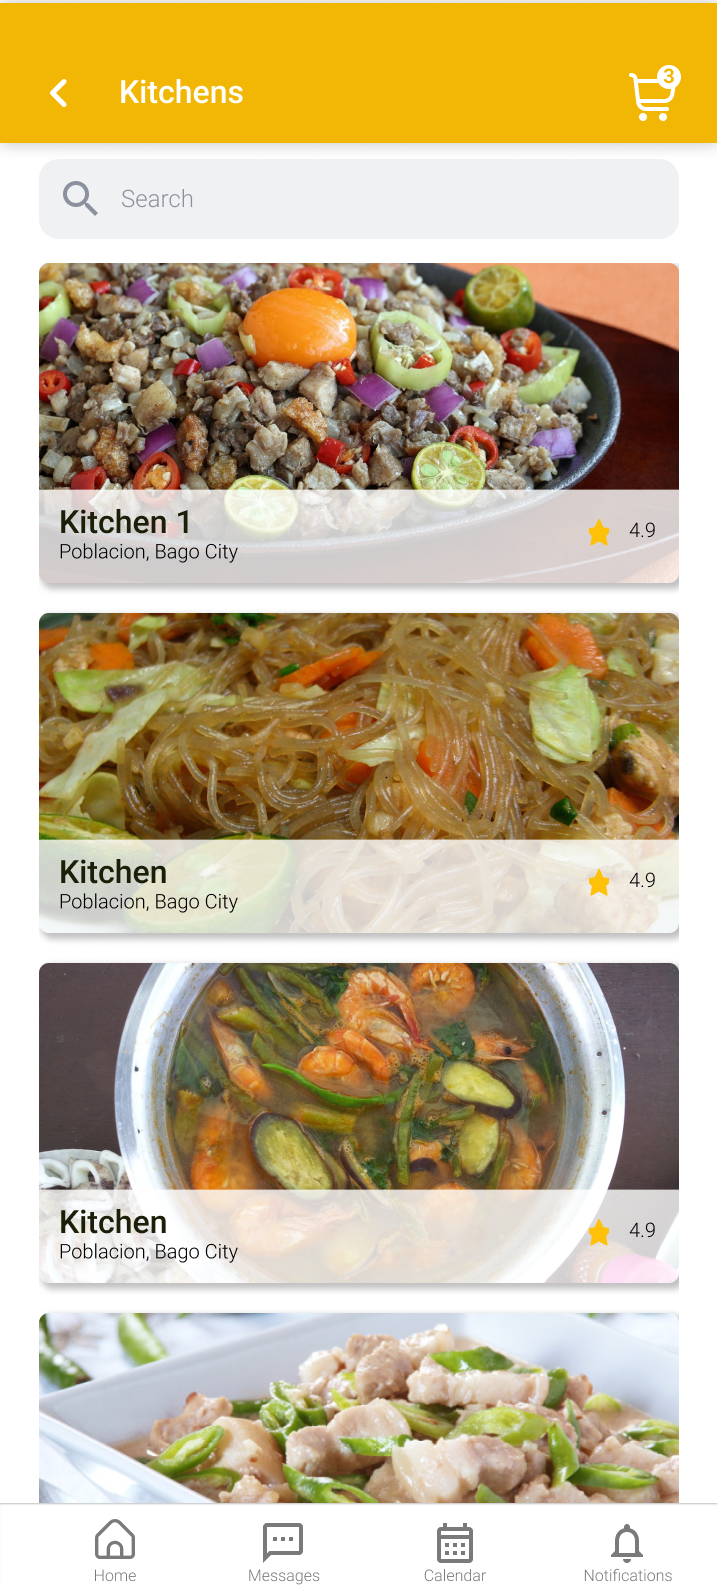 Kitchens
3
Search
Kitchen 1
Poblacion, Bago City
4.9
Kitchen
Poblacion, Bago City
4.9
Kitchen
Poblacion, Bago City
4.9
Home
Messages
Calendar
Notifications